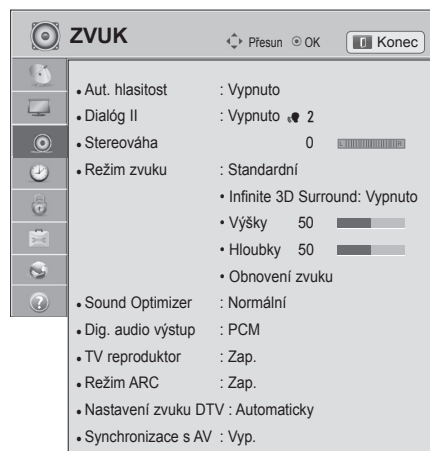 ZVUK Přesun OK Konec
• Aut. hlasitost : Vypnuto
• Dialóg II : Vypnuto 2
• Stereováha 0 L R
• Režim zvuku : Standardní
• Infinite 3D Surround: Vypnuto
• Výšky 50
• Hloubky 50
• Obnovení zvuku
• Sound Optimizer : Normální
• Dig. audio výstup : PCM
• TV reproduktor : Zap.
• Režim ARC : Zap.
• Nastavení zvuku DTV : Automaticky
• Synchronizace s AV : Vyp.